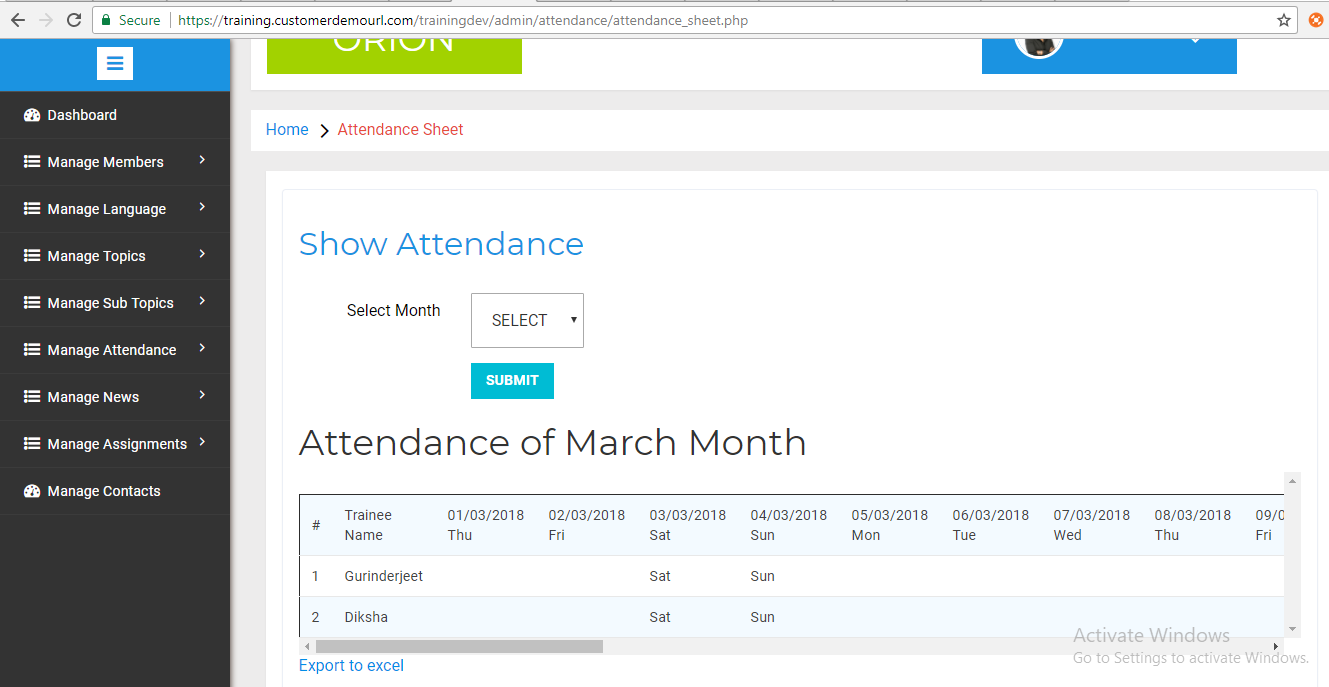 Secure https://training.customerdemourl.com/trainingdev/admin/attendance/attendance_sheet.php
ORION
Dashboard
Manage Members
Manage Language
Manage Topics
Manage Sub Topics
Manage Attendance
Manage News
Manage Assignments
Manage Contacts
Home > Attendance Sheet
Show Attendance
Select Month SELECT
SUBMIT
Attendance of March Month
# Trainee Name 01/03/2018 Thu 02/03/2018 Fri 03/03/2018 Sat 04/03/2018 Sun 05/03/2018 Mon 06/03/2018 Tue 07/03/2018 Wed 08/03/2018 Thu 09/0 Fri
1 Gurinderjeet Sat Sun
2 Diksha Sat Sun
Export to excel
Activate Windows
Go to Settings to activate Windows.